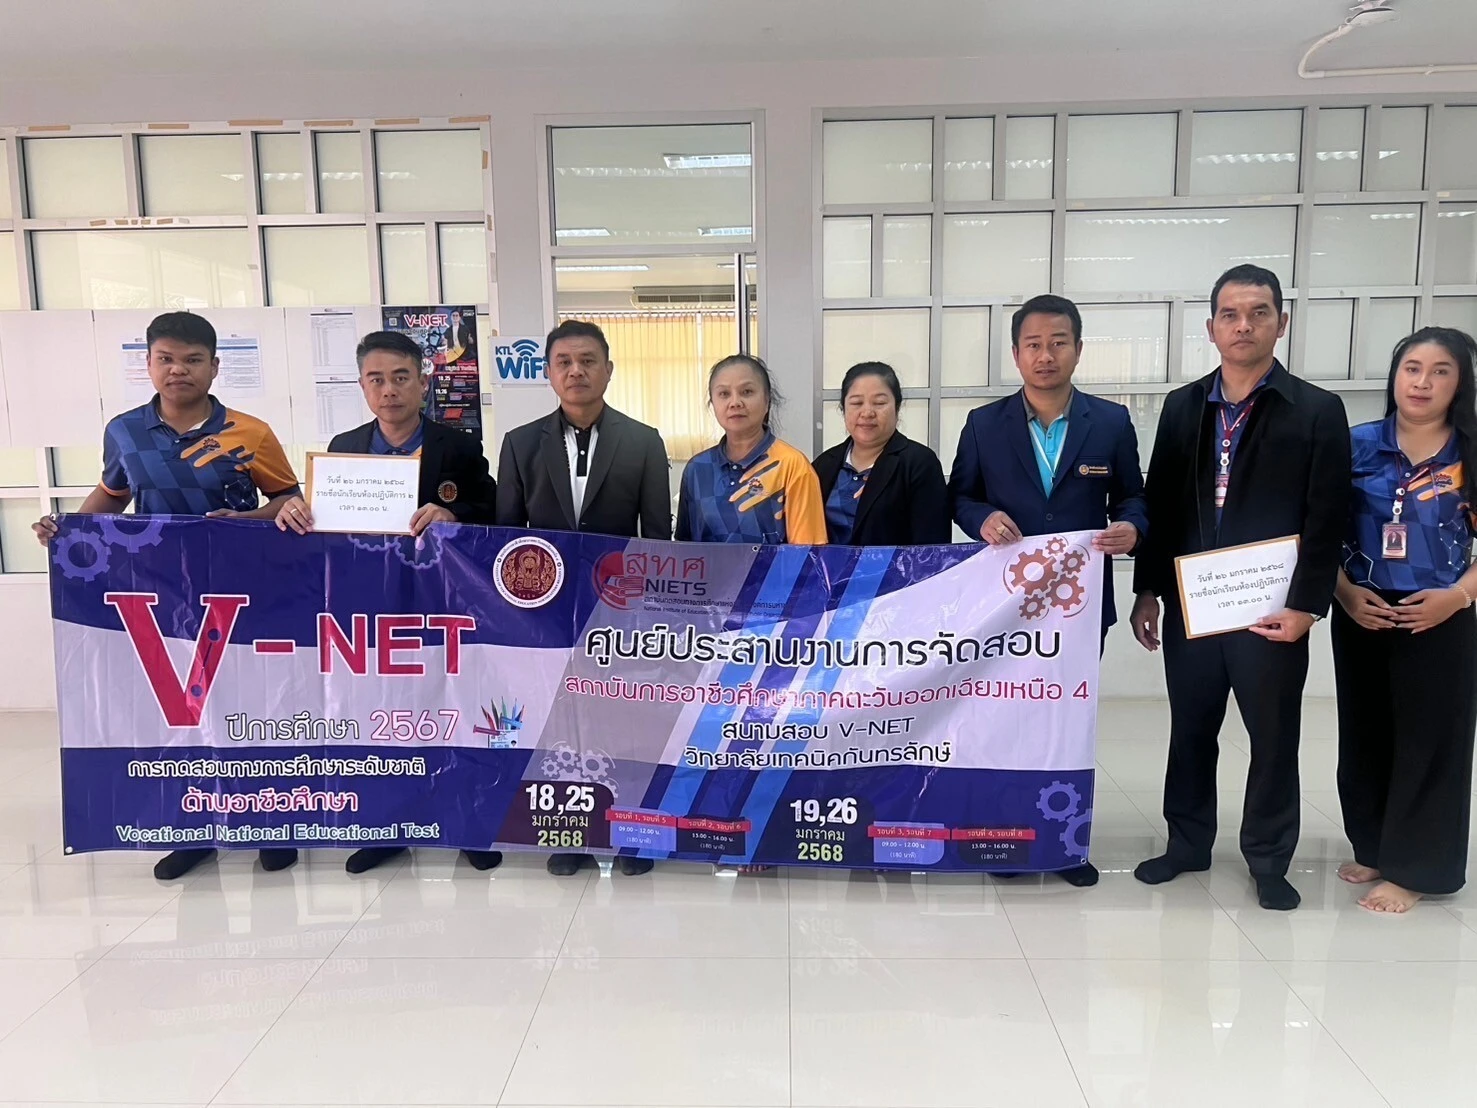 V-NET
2567
Digital Testing
18,25
19,26
KTL
WiFi
วันที่ ๒๖ มกราคม ๒๕๖๘
รายชื่อนักเรียนห้องปฏิบัติการ ๒
เวลา ๑๓.๐๐ น.
วันที่ ๒๖ มกราคม ๒๕๖๘
รายชื่อนักเรียนห้องปฏิบัติการ
เวลา ๑๓.๐๐ น.
V - NET
ปีการศึกษา 2567
การทดสอบทางการศึกษาระดับชาติ
ด้านอาชีวศึกษา
Vocational National Educational Test
สทศ
NIETS
ศูนย์ประสานงานการจัดสอบ
สถาบันการอาชีวศึกษาภาคตะวันออกเฉียงเหนือ 4
สนามสอบ V-NET
วิทยาลัยเทคนิคกันทรลักษ์
18,25
มกราคม
2568
รอบที่ 1, รอบที่ 5
09.00 - 12.00 น.
(180 นาที)
รอบที่ 2, รอบที่ 6
13.00 - 16.00 น.
(180 นาที)
19,26
มกราคม
2568
รอบที่ 3, รอบที่ 7
09.00 - 12.00 น.
(180 นาที)
รอบที่ 4, รอบที่ 8
13.00 - 16.00 น.
(180 นาที)